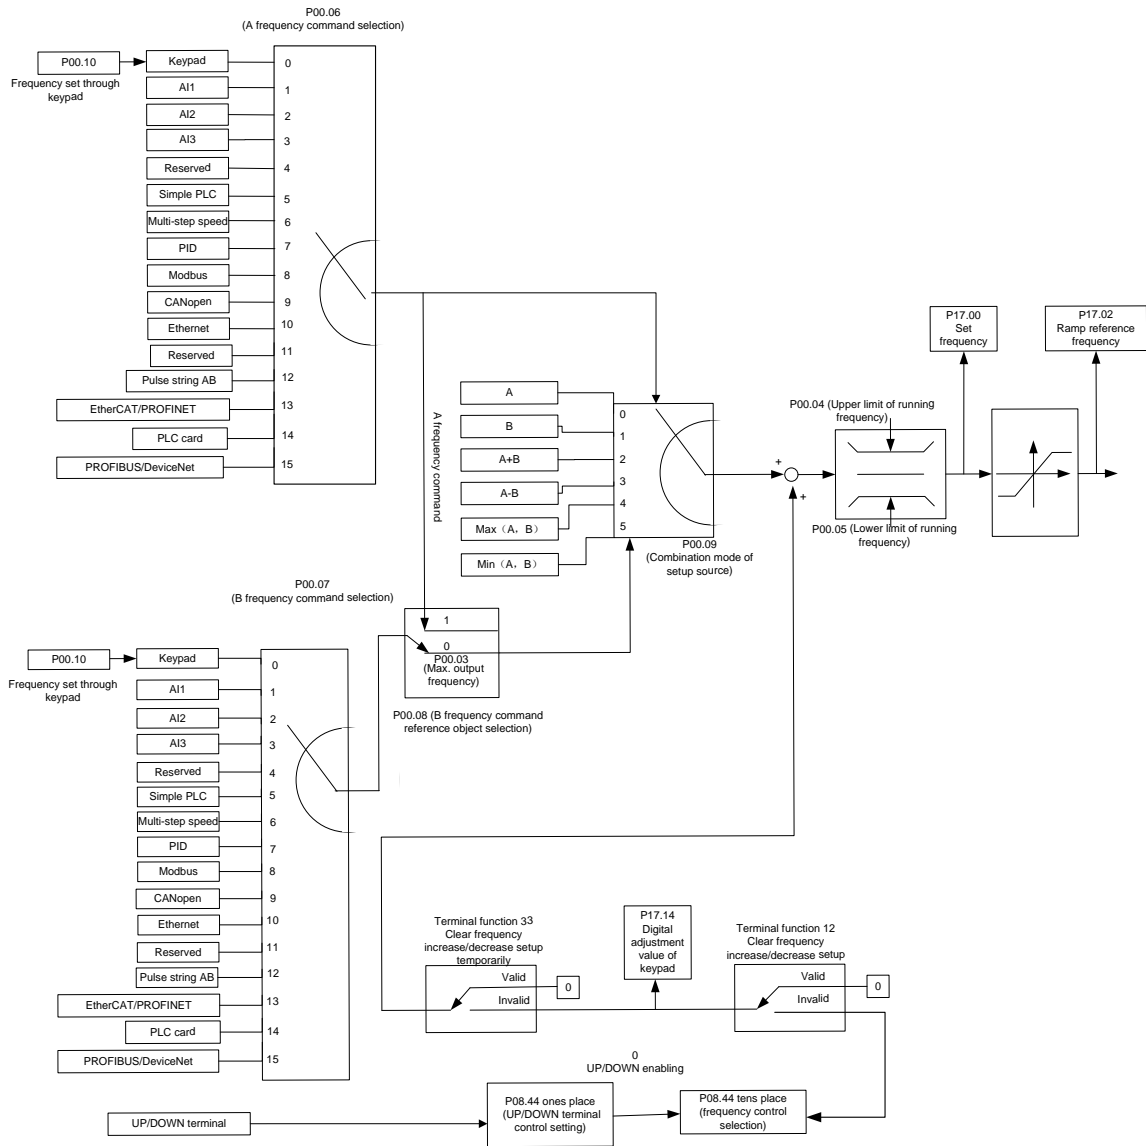 P00.06
(A frequency command selection)
P00.10
Frequency set through
keypad
Keypad
0
AI1
1
AI2
2
AI3
3
Reserved
4
Simple PLC
5
Multi-step speed
6
PID
7
Modbus
8
CANopen
9
Ethernet
10
Reserved
11
Pulse string AB
12
EtherCAT/PROFINET
13
PLC card
14
PROFIBUS/DeviceNet
15
A frequency command
A
0
B
1
A+B
2
A-B
3
Max（A，B）
4
Min（A，B）
5
P00.09
(Combination mode of
setup source)
+
+
P00.04 (Upper limit of running
frequency)
P00.05 (Lower limit of running
frequency)
P17.00
Set
frequency
P17.02
Ramp reference
frequency
P00.07
(B frequency command selection)
1
0
P00.03
(Max. output
frequency)
P00.08 (B frequency command
reference object selection)
P00.10
Frequency set through
keypad
Keypad
0
AI1
1
AI2
2
AI3
3
Reserved
4
Simple PLC
5
Multi-step speed
6
PID
7
Modbus
8
CANopen
9
Ethernet
10
Reserved
11
Pulse string AB
12
EtherCAT/PROFINET
13
PLC card
14
PROFIBUS/DeviceNet
15
Terminal function 33
Clear frequency
increase/decrease setup
temporarily
Valid
0
Invalid
P17.14
Digital
adjustment
value of
keypad
Terminal function 12
Clear frequency
increase/decrease setup
Valid
0
Invalid
0
UP/DOWN enabling
UP/DOWN terminal
P08.44 ones place
(UP/DOWN terminal
control setting)
P08.44 tens place
(frequency control
selection)